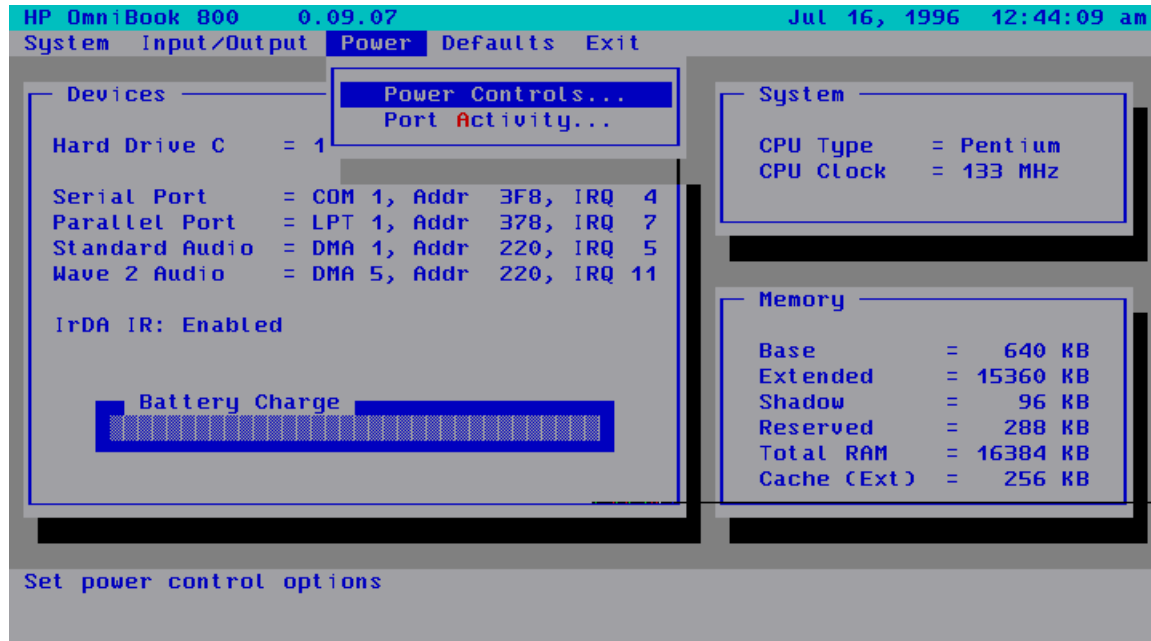 HP OmniBook 800 0.09.07 Jul 16, 1996 12:44:09 am
System Input/Output Power Defaults Exit
Power Controls...
Port Activity...
Devices
Hard Drive C = 1
Serial Port = COM 1, Addr 3F8, IRQ 4
Parallel Port = LPT 1, Addr 378, IRQ 7
Standard Audio = DMA 1, Addr 220, IRQ 5
Wave 2 Audio = DMA 5, Addr 220, IRQ 11
IrDA IR: Enabled
Battery Charge
System
CPU Type = Pentium
CPU Clock = 133 MHz
Memory
Base = 640 KB
Extended = 15360 KB
Shadow = 96 KB
Reserved = 288 KB
Total RAM = 16384 KB
Cache (Ext) = 256 KB
Set power control options